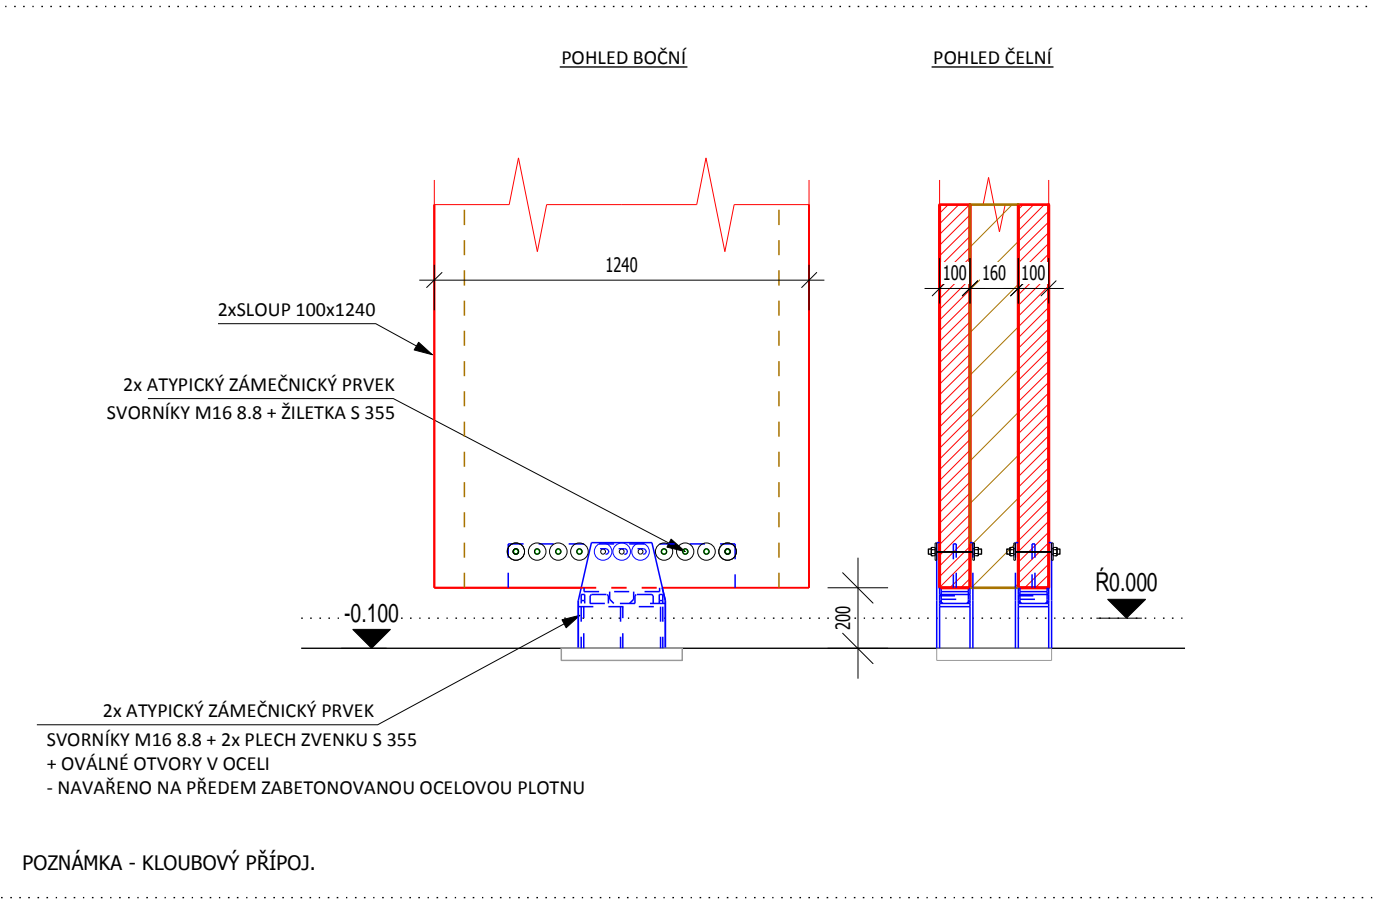 POHLED BOČNÍ
POHLED ČELNÍ
1240
100
160
100
2xSLOUP 100x1240
2x ATYPICKÝ ZÁMEČNICKÝ PRVEK
SVORNÍKY M16 8.8 + ŽILETKA S 355
-0.100
200
Ŕ0.000
2x ATYPICKÝ ZÁMEČNICKÝ PRVEK
SVORNÍKY M16 8.8 + 2x PLECH ZVENKU S 355
+ OVÁLNÉ OTVORY V OCELI
- NAVAŘENO NA PŘEDEM ZABETONOVANOU OCELOVOU PLOTNU
POZNÁMKA - KLOUBOVÝ PŘÍPOJ.